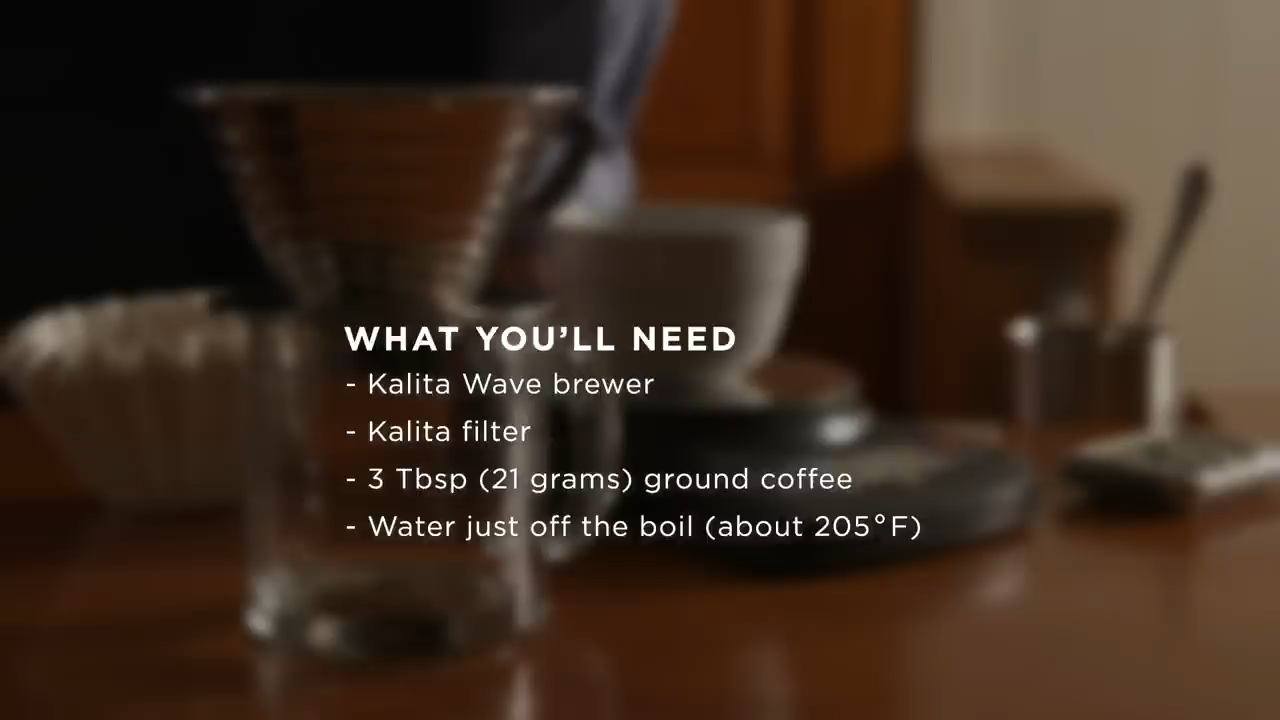 WHAT YOU’LL NEED
- Kalita Wave brewer
- Kalita filter
- 3 Tbsp (21 grams) ground coffee
- Water just off the boil (about 205°F)